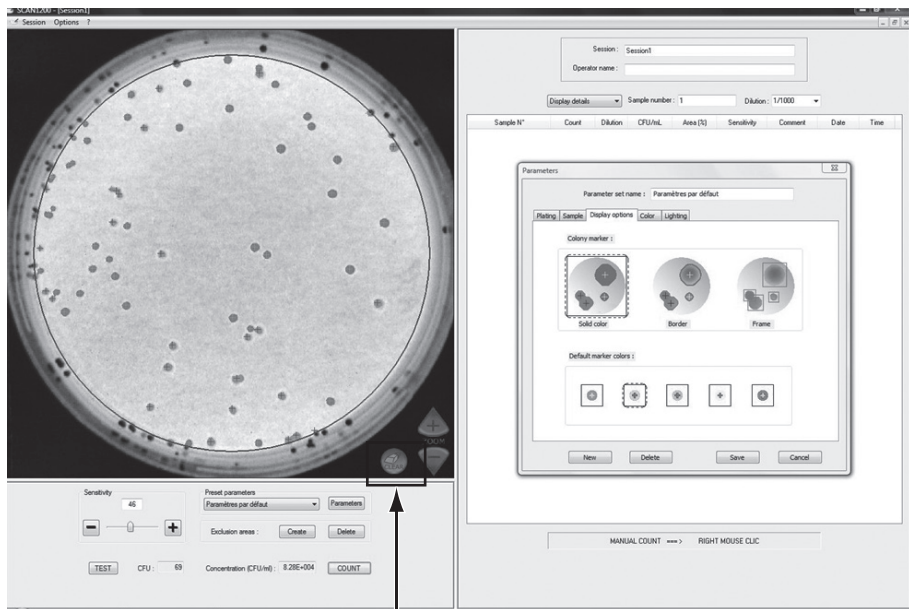 SCAN1200 - [Session1]
Session Options ?
ZOOM
CLEAR
Sensitivity
46
Preset parameters
Paramètres par défaut
Parameters
Exclusion areas :
Create
Delete
TEST
CFU : 69
Concentration (CFU/ml) : 8.28E+004
COUNT
Session : Session1
Operator name :
Display details
Sample number : 1
Dilution : 1/1000
Sample N° Count Dilution CFU/mL Area (%) Sensitivity Comment Date Time
Parameters
Parameter set name : Paramètres par défaut
Plating Sample Display options Color Lighting
Colony marker :
Solid color Border Frame
Default marker colors :
New Delete Save Cancel
MANUAL COUNT ===> RIGHT MOUSE CLIC